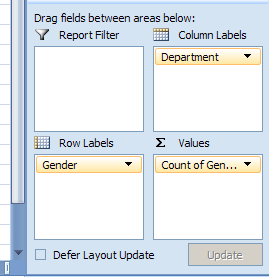 Drag fields between areas below:
Report Filter
Column Labels
Department
Row Labels
Σ Values
Gender
Count of Gen...
Defer Layout Update
Update